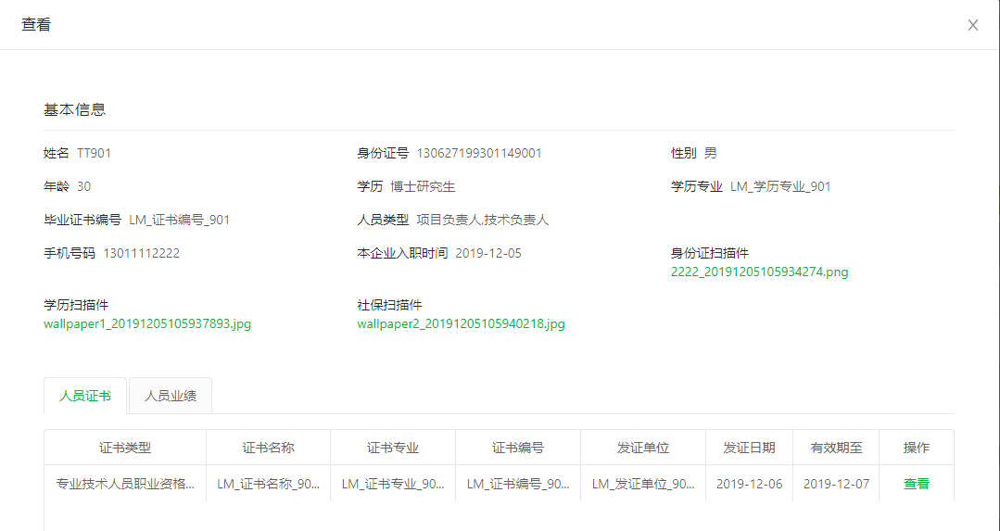 查看
基本信息
姓名 TT901 身份证号 130627199301149001 性别 男
年龄 30 学历 博士研究生 学历专业 LM_学历专业_901
毕业证书编号 LM_证书编号_901 人员类型 项目负责人,技术负责人
手机号码 13011112222 本企业入职时间 2019-12-05 身份证扫描件
2222_20191205105934274.png
学历扫描件 社保扫描件
wallpaper1_20191205105937893.jpg wallpaper2_20191205105940218.jpg
人员证书 人员业绩
证书类型 证书名称 证书专业 证书编号 发证单位 发证日期 有效期至 操作
专业技术人员职业资格... LM_证书名称_90... LM_证书专业_90... LM_证书编号_90... LM_发证单位_90... 2019-12-06 2019-12-07 查看